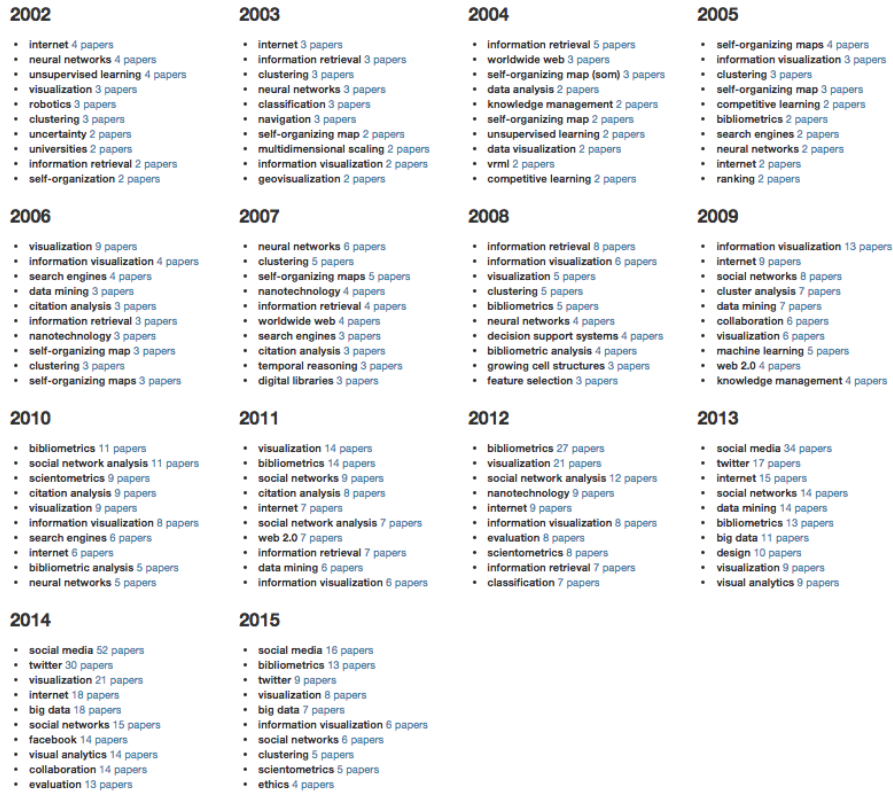 2002
• internet 4 papers
• neural networks 4 papers
• unsupervised learning 4 papers
• visualization 3 papers
• robotics 3 papers
• clustering 3 papers
• uncertainty 2 papers
• universities 2 papers
• information retrieval 2 papers
• self-organization 2 papers
2003
• internet 3 papers
• information retrieval 3 papers
• clustering 3 papers
• neural networks 3 papers
• classification 3 papers
• navigation 3 papers
• self-organizing map 2 papers
• multidimensional scaling 2 papers
• information visualization 2 papers
• geovisualization 2 papers
2004
• information retrieval 5 papers
• worldwide web 3 papers
• self-organizing map (som) 3 papers
• data analysis 2 papers
• knowledge management 2 papers
• self-organizing map 2 papers
• unsupervised learning 2 papers
• data visualization 2 papers
• vrml 2 papers
• competitive learning 2 papers
2005
• self-organizing maps 4 papers
• information visualization 3 papers
• clustering 3 papers
• self-organizing map 3 papers
• competitive learning 2 papers
• bibliometrics 2 papers
• search engines 2 papers
• neural networks 2 papers
• internet 2 papers
• ranking 2 papers
2006
• visualization 9 papers
• information visualization 4 papers
• search engines 4 papers
• data mining 3 papers
• citation analysis 3 papers
• information retrieval 3 papers
• nanotechnology 3 papers
• self-organizing map 3 papers
• clustering 3 papers
• self-organizing maps 3 papers
2007
• neural networks 6 papers
• clustering 5 papers
• self-organizing maps 5 papers
• nanotechnology 4 papers
• information retrieval 4 papers
• worldwide web 4 papers
• search engines 3 papers
• citation analysis 3 papers
• temporal reasoning 3 papers
• digital libraries 3 papers
2008
• information retrieval 8 papers
• information visualization 6 papers
• visualization 5 papers
• clustering 5 papers
• bibliometrics 5 papers
• neural networks 4 papers
• decision support systems 4 papers
• bibliometric analysis 4 papers
• growing cell structures 3 papers
• feature selection 3 papers
2009
• information visualization 13 papers
• internet 9 papers
• social networks 8 papers
• cluster analysis 7 papers
• data mining 7 papers
• collaboration 6 papers
• visualization 6 papers
• machine learning 5 papers
• web 2.0 4 papers
• knowledge management 4 papers
2010
• bibliometrics 11 papers
• social network analysis 11 papers
• scientometrics 9 papers
• citation analysis 9 papers
• visualization 9 papers
• information visualization 8 papers
• search engines 6 papers
• internet 6 papers
• bibliometric analysis 5 papers
• neural networks 5 papers
2011
• visualization 14 papers
• bibliometrics 14 papers
• social networks 9 papers
• citation analysis 8 papers
• internet 7 papers
• social network analysis 7 papers
• web 2.0 7 papers
• information retrieval 7 papers
• data mining 6 papers
• information visualization 6 papers
2012
• bibliometrics 27 papers
• visualization 21 papers
• social network analysis 12 papers
• nanotechnology 9 papers
• internet 9 papers
• information visualization 8 papers
• evaluation 8 papers
• scientometrics 8 papers
• information retrieval 7 papers
• classification 7 papers
2013
• social media 34 papers
• twitter 17 papers
• internet 15 papers
• social networks 14 papers
• data mining 14 papers
• bibliometrics 13 papers
• big data 11 papers
• design 10 papers
• visualization 9 papers
• visual analytics 9 papers
2014
• social media 52 papers
• twitter 30 papers
• visualization 21 papers
• internet 18 papers
• big data 18 papers
• social networks 15 papers
• facebook 14 papers
• visual analytics 14 papers
• collaboration 14 papers
• evaluation 13 papers
2015
• social media 16 papers
• bibliometrics 13 papers
• twitter 9 papers
• visualization 8 papers
• big data 7 papers
• information visualization 6 papers
• social networks 6 papers
• clustering 5 papers
• scientometrics 5 papers
• ethics 4 papers